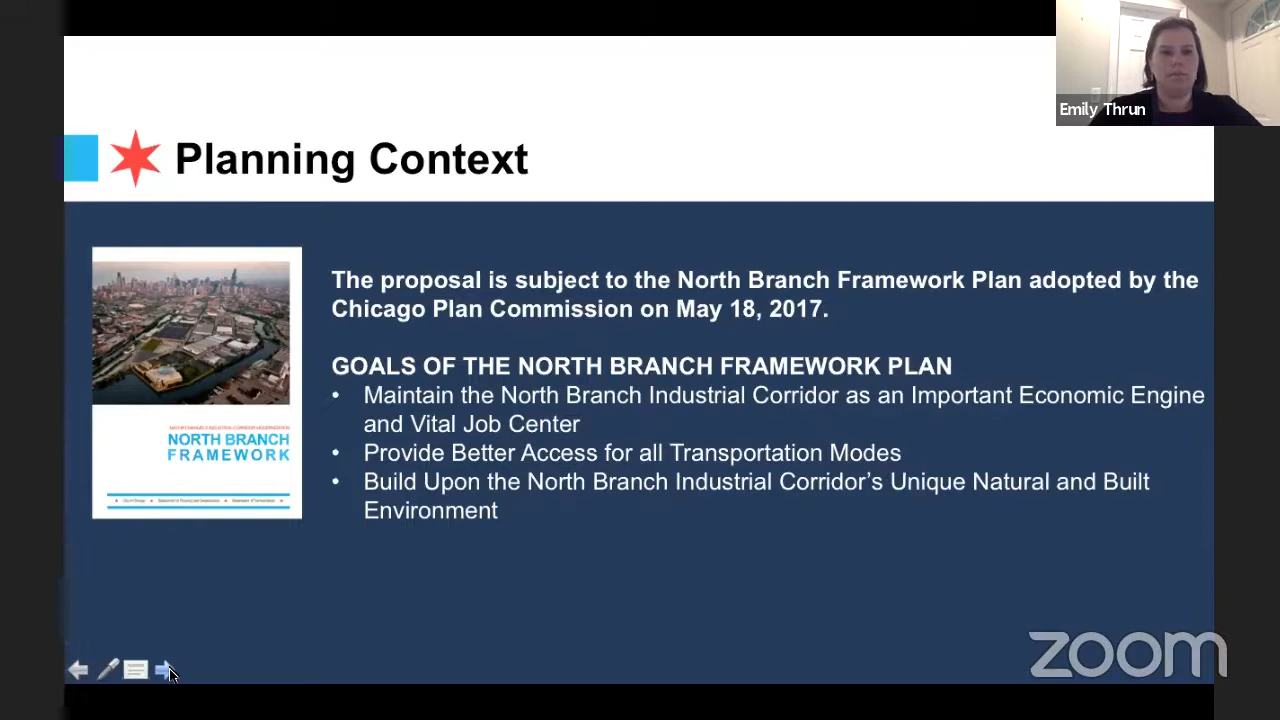 Emily Thrun
Planning Context
The proposal is subject to the North Branch Framework Plan adopted by the
Chicago Plan Commission on May 18, 2017.
GOALS OF THE NORTH BRANCH FRAMEWORK PLAN
• Maintain the North Branch Industrial Corridor as an Important Economic Engine
and Vital Job Center
• Provide Better Access for all Transportation Modes
• Build Upon the North Branch Industrial Corridor’s Unique Natural and Built
Environment
NORTH BRANCH
FRAMEWORK
zoom